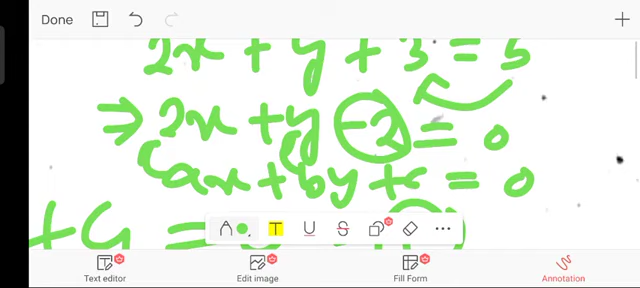 Done
2x + y + 3 = 5
⇒ 2x + y - 2 = 0
ax + by + c = 0
T U S
Text editor Edit image Fill Form Annotation